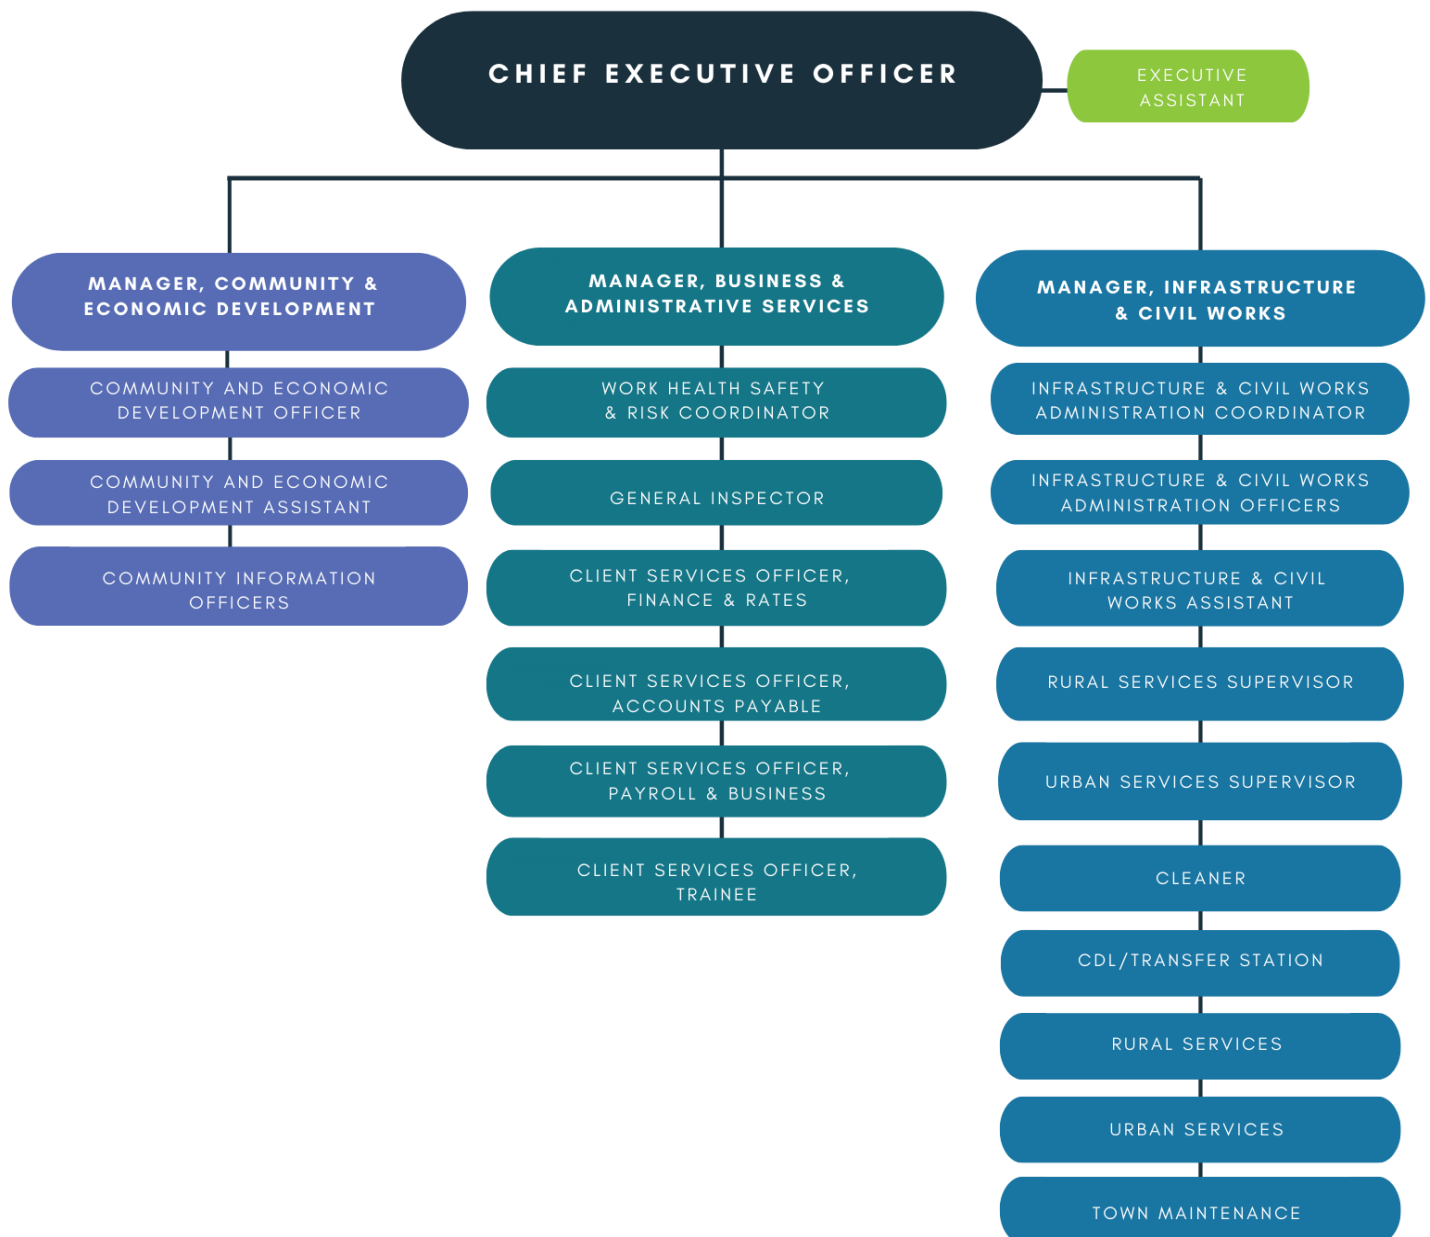 CHIEF EXECUTIVE OFFICER
EXECUTIVE
ASSISTANT
MANAGER, COMMUNITY &
ECONOMIC DEVELOPMENT
COMMUNITY AND ECONOMIC
DEVELOPMENT OFFICER
COMMUNITY AND ECONOMIC
DEVELOPMENT ASSISTANT
COMMUNITY INFORMATION
OFFICERS
MANAGER, BUSINESS &
ADMINISTRATIVE SERVICES
WORK HEALTH SAFETY
& RISK COORDINATOR
GENERAL INSPECTOR
CLIENT SERVICES OFFICER,
FINANCE & RATES
CLIENT SERVICES OFFICER,
ACCOUNTS PAYABLE
CLIENT SERVICES OFFICER,
PAYROLL & BUSINESS
CLIENT SERVICES OFFICER,
TRAINEE
MANAGER, INFRASTRUCTURE
& CIVIL WORKS
INFRASTRUCTURE & CIVIL WORKS
ADMINISTRATION COORDINATOR
INFRASTRUCTURE & CIVIL WORKS
ADMINISTRATION OFFICERS
INFRASTRUCTURE & CIVIL
WORKS ASSISTANT
RURAL SERVICES SUPERVISOR
URBAN SERVICES SUPERVISOR
CLEANER
CDL/TRANSFER STATION
RURAL SERVICES
URBAN SERVICES
TOWN MAINTENANCE